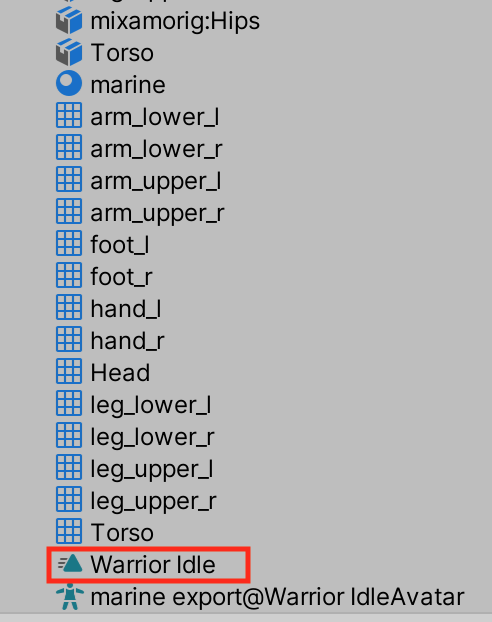 mixamorig:Hips
Torso
marine
arm_lower_l
arm_lower_r
arm_upper_l
arm_upper_r
foot_l
foot_r
hand_l
hand_r
Head
leg_lower_l
leg_lower_r
leg_upper_l
leg_upper_r
Torso
Warrior Idle
marine export@Warrior IdleAvatar